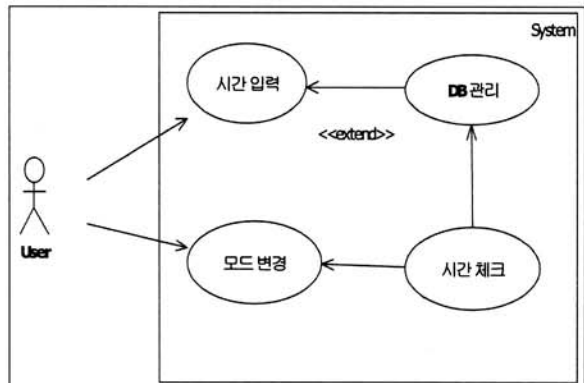 System
시간 입력
DB 관리
<<extend>>
User
모드 변경
시간 체크